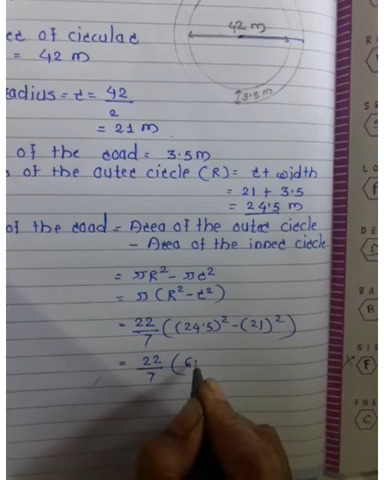 42 m
3.5 m
of circular
= 42 m
radius = r = 42
2
= 21 m
of the road = 3.5 m
of the outer circle (R) = r + width
= 21 + 3.5
= 24.5 m
of the road = Area of the outer circle
- Area of the inner circle
= πR² - πr²
= π (R² - r²)
= 22/7 ((24.5)² - (21)²)
= 22/7 (6